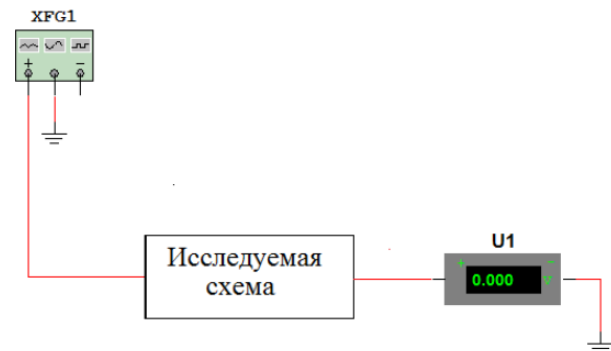 XFG1
+ −
Исследуемая
схема
U1
+ −
0.000 V